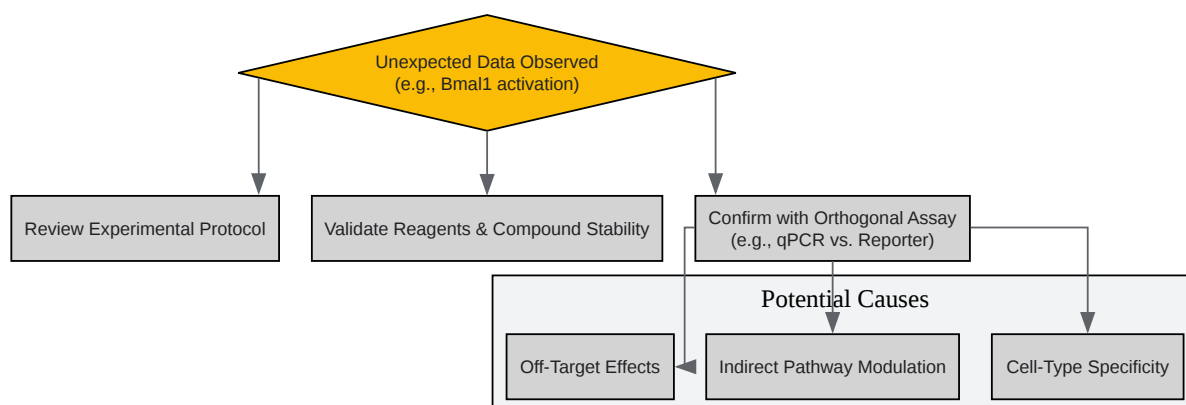 Unexpected Data Observed
(e.g., Bmal1 activation)
Review Experimental Protocol
Validate Reagents & Compound Stability
Confirm with Orthogonal Assay
(e.g., qPCR vs. Reporter)
Potential Causes
Off-Target Effects
Indirect Pathway Modulation
Cell-Type Specificity